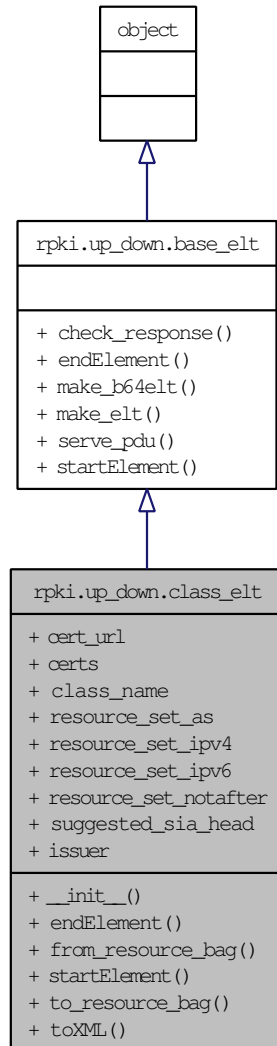 object
rpki.up_down.base_elt
+ check_response()
+ endElement()
+ make_b64elt()
+ make_elt()
+ serve_pdu()
+ startElement()
rpki.up_down.class_elt
+ cert_url
+ certs
+ class_name
+ resource_set_as
+ resource_set_ipv4
+ resource_set_ipv6
+ resource_set_notafter
+ suggested_sia_head
+ issuer
+ __init__()
+ endElement()
+ from_resource_bag()
+ startElement()
+ to_resource_bag()
+ toXML()